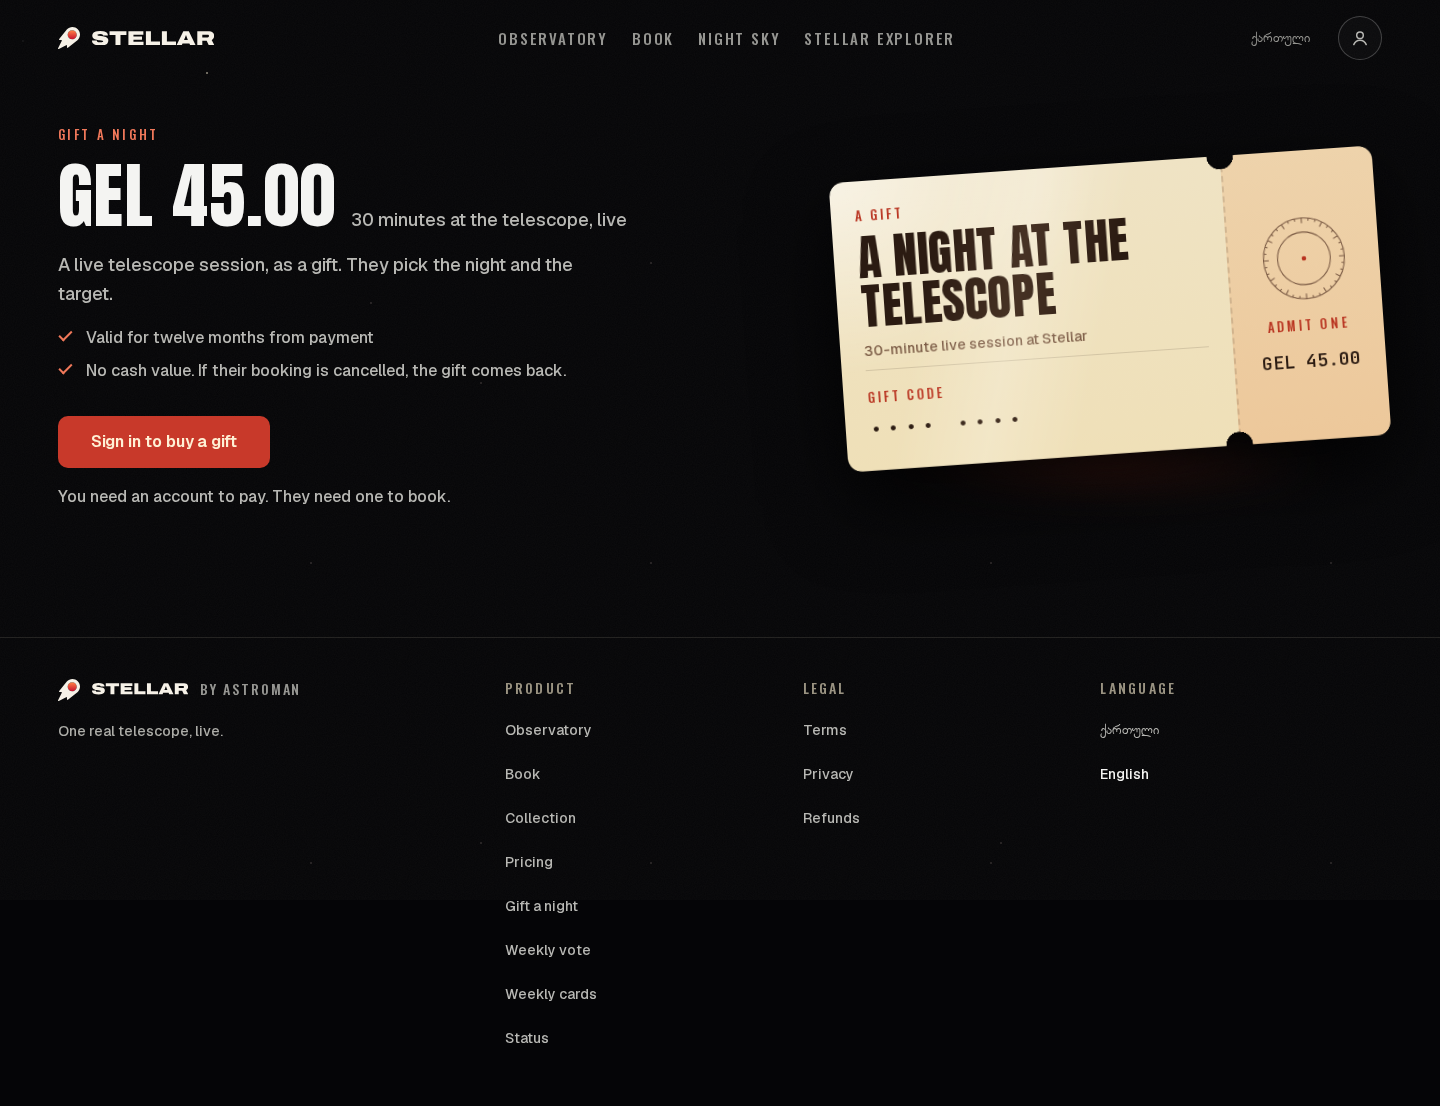 STELLAR
OBSERVATORY
BOOK
NIGHT SKY
STELLAR EXPLORER
ქართული
GIFT A NIGHT
GEL 45.00
30 minutes at the telescope, live
A live telescope session, as a gift. They pick the night and the
target.
Valid for twelve months from payment
No cash value. If their booking is cancelled, the gift comes back.
Sign in to buy a gift
You need an account to pay. They need one to book.
A GIFT
A NIGHT AT THE
TELESCOPE
30-minute live session at Stellar
GIFT CODE
•••• ••••
ADMIT ONE
GEL 45.00
STELLAR BY ASTROMAN
One real telescope, live.
PRODUCT
Observatory
Book
Collection
Pricing
Gift a night
Weekly vote
Weekly cards
Status
LEGAL
Terms
Privacy
Refunds
LANGUAGE
ქართული
English